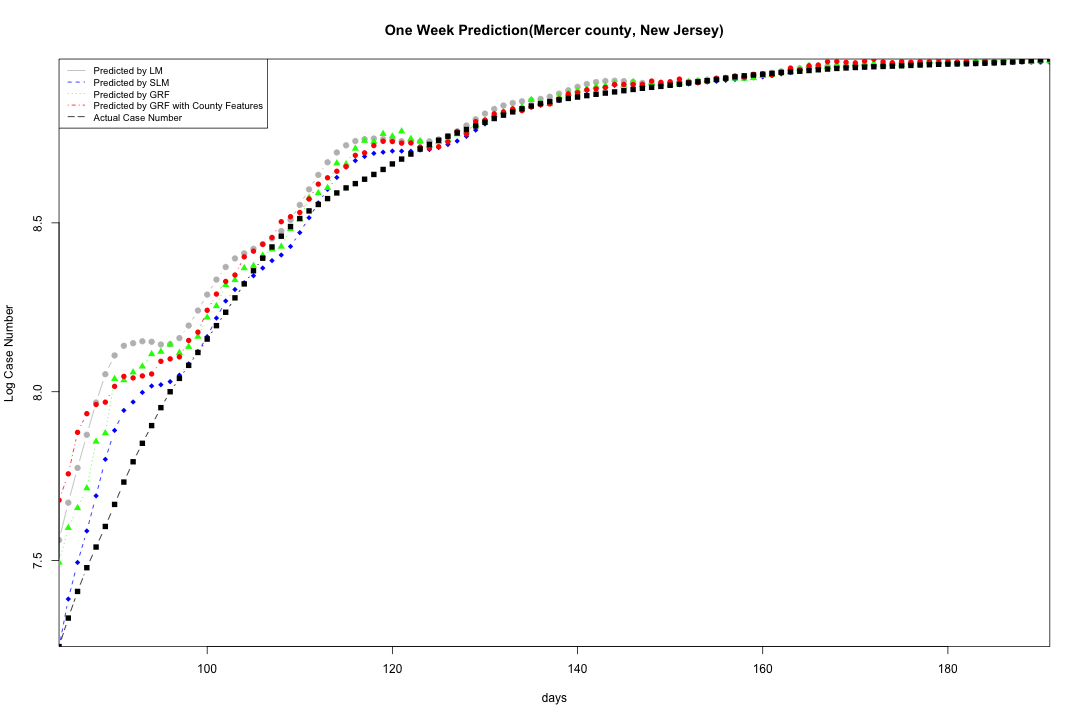 One Week Prediction(Mercer county, New Jersey)
Predicted by LM
Predicted by SLM
Predicted by GRF
Predicted by GRF with County Features
Actual Case Number
Log Case Number
8.5
8.0
7.5
100
120
140
160
180
days